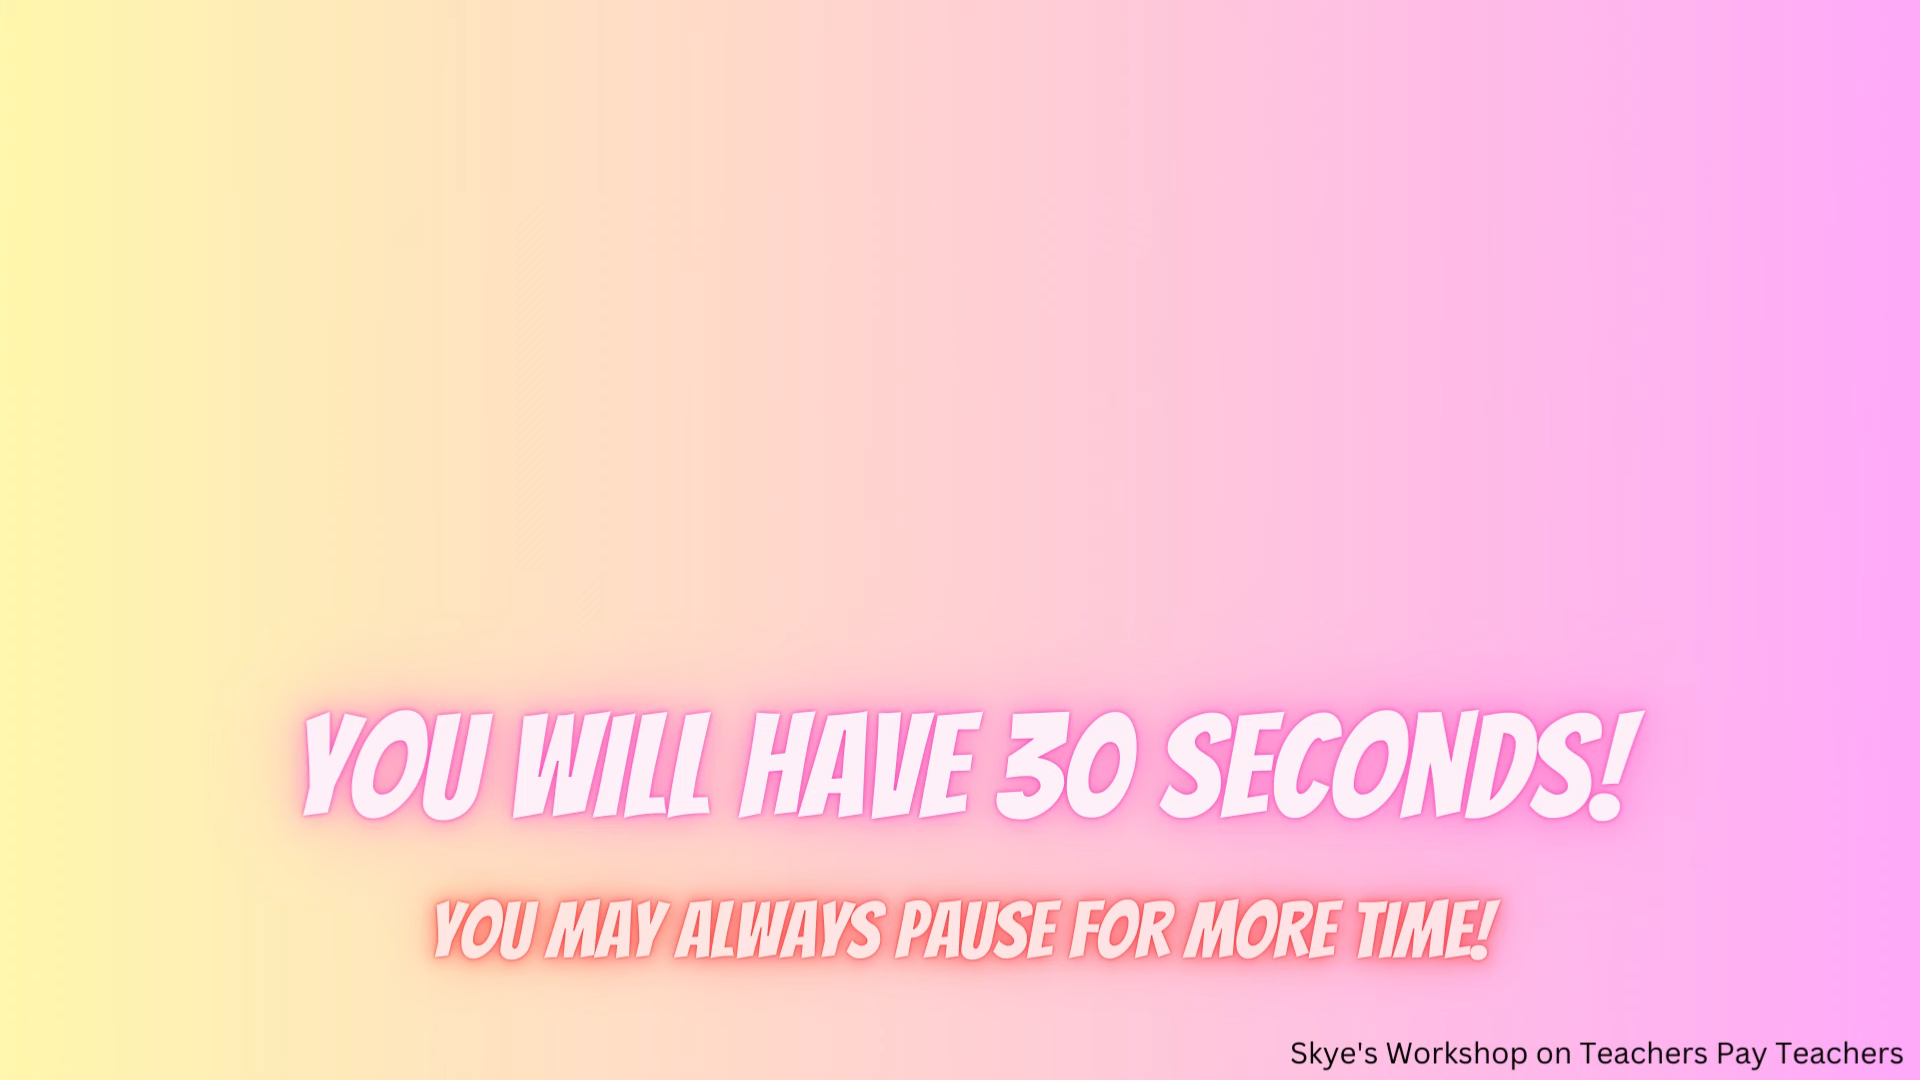 YOU WILL HAVE 30 SECONDS!
YOU MAY ALWAYS PAUSE FOR MORE TIME!
Skye's Workshop on Teachers Pay Teachers